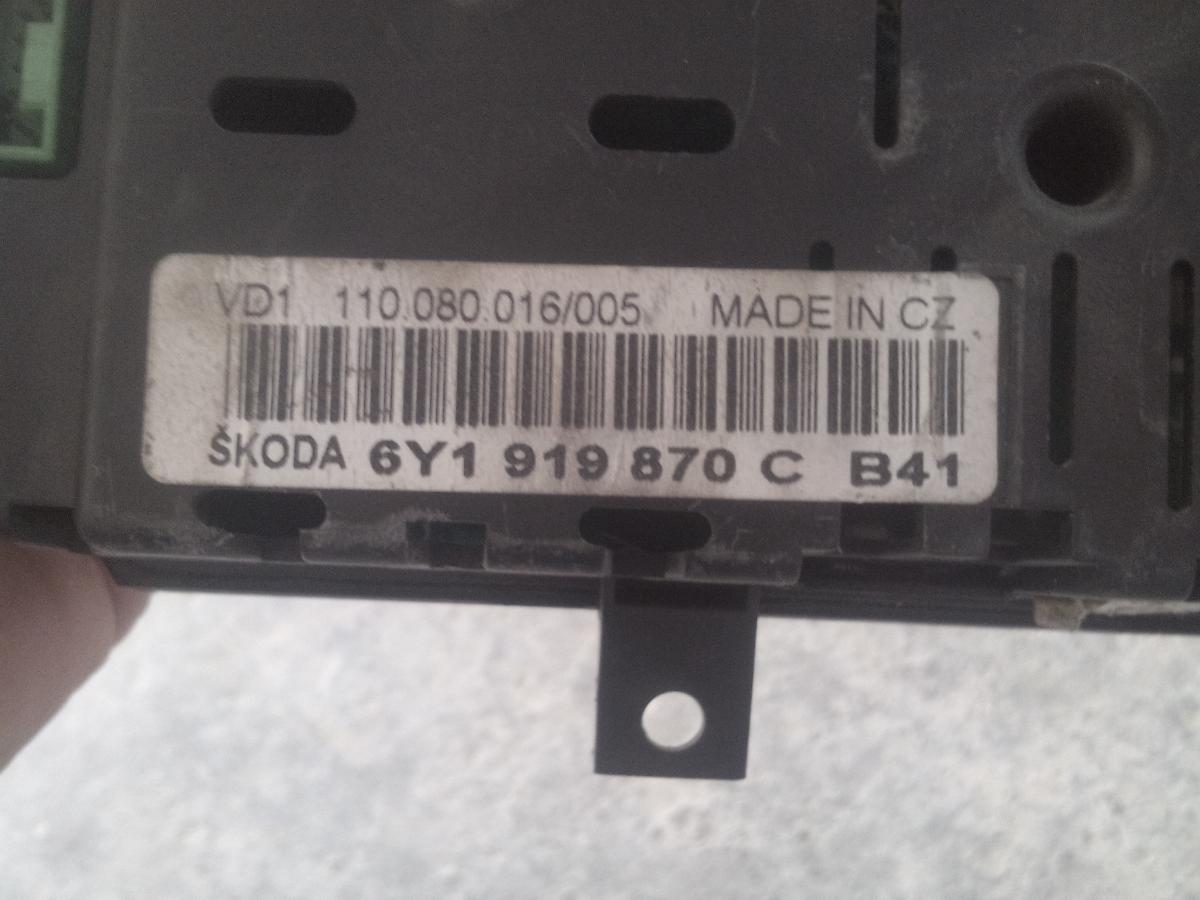 VD1 110.080.016/005 MADE IN CZ
ŠKODA 6Y1 919 870 C B41